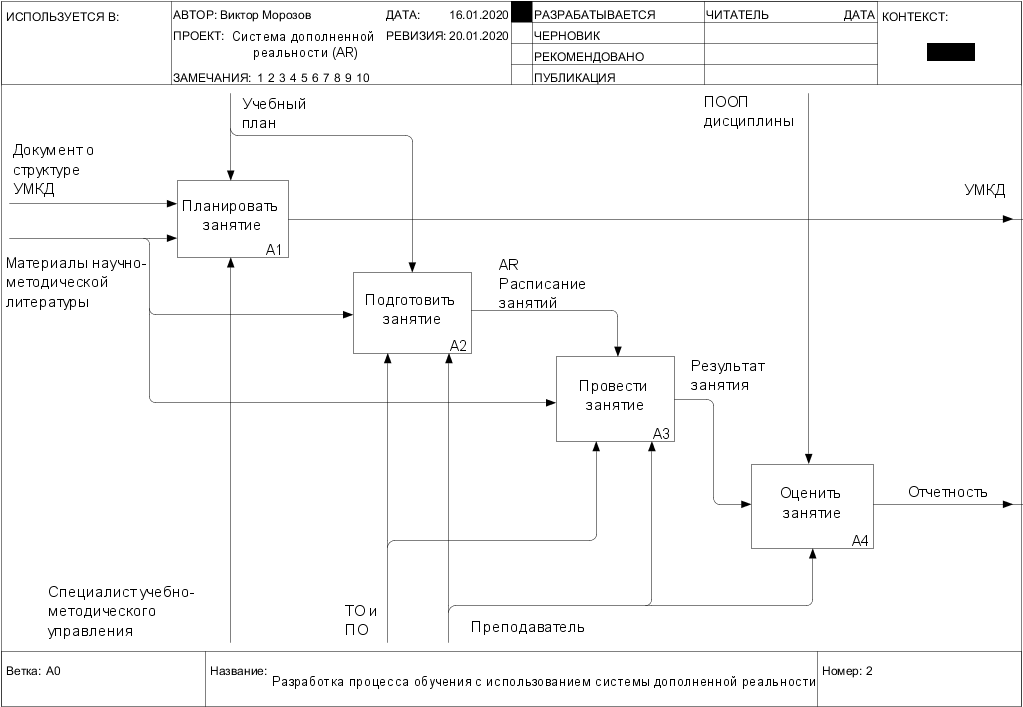 ИСПОЛЬЗУЕТСЯ В:
АВТОР: Виктор Морозов
ДАТА: 16.01.2020
ПРОЕКТ: Система дополненной
реальности (AR)
РЕВИЗИЯ: 20.01.2020
ЗАМЕЧАНИЯ: 1 2 3 4 5 6 7 8 9 10
РАЗРАБАТЫВАЕТСЯ
ЧЕРНОВИК
РЕКОМЕНДОВАНО
ПУБЛИКАЦИЯ
ЧИТАТЕЛЬ ДАТА
КОНТЕКСТ:
Учебный
план
ПООП
дисциплины
Документ о
структуре
УМКД
УМКД
Планировать
занятие
A1
Материалы научно-
методической
литературы
AR
Расписание
занятий
Подготовить
занятие
A2
Результат
занятия
Провести
занятие
A3
Оценить
занятие
A4
Отчетность
Специалист учебно-
методического
управления
ТО и
ПО
Преподаватель
Ветка: A0
Название:
Разработка процесса обучения с использованием системы дополненной реальности
Номер: 2